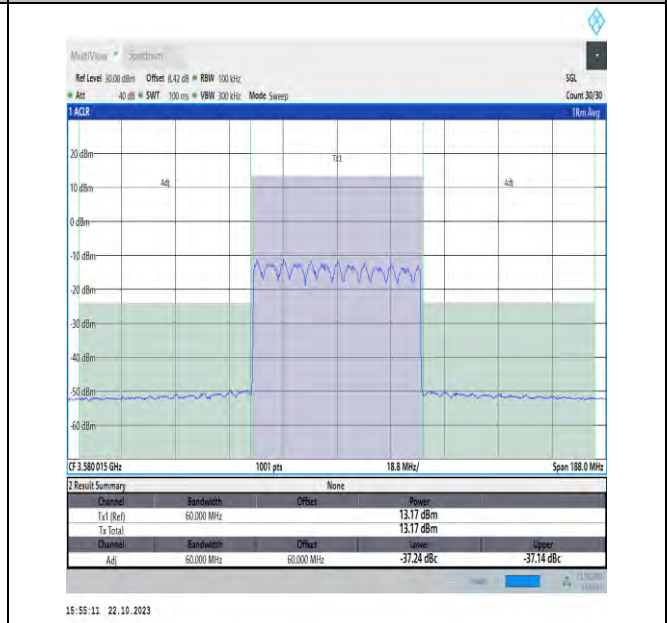 MultiView Spectrum
Ref Level 30.00 dBm Offset 8.42 dB RBW 100 kHz SGL
Att 40 dB SWT 100 ms VBW 300 kHz Mode Sweep Count 30/30
1 ACLR 1Rm Avg
20 dBm
Tx1
Adj Adj
10 dBm
0 dBm
-10 dBm
-20 dBm
-30 dBm
-40 dBm
-50 dBm
-60 dBm
CF 3.580 015 GHz 1001 pts 18.8 MHz/ Span 188.0 MHz
2 Result Summary None
Channel Bandwidth Offset Power
Tx1 (Ref) 60.000 MHz 13.17 dBm
Tx Total 13.17 dBm
Channel Bandwidth Offset Lower Upper
Adj 60.000 MHz 60.000 MHz -37.24 dBc -37.14 dBc
15:55:11 22.10.2023